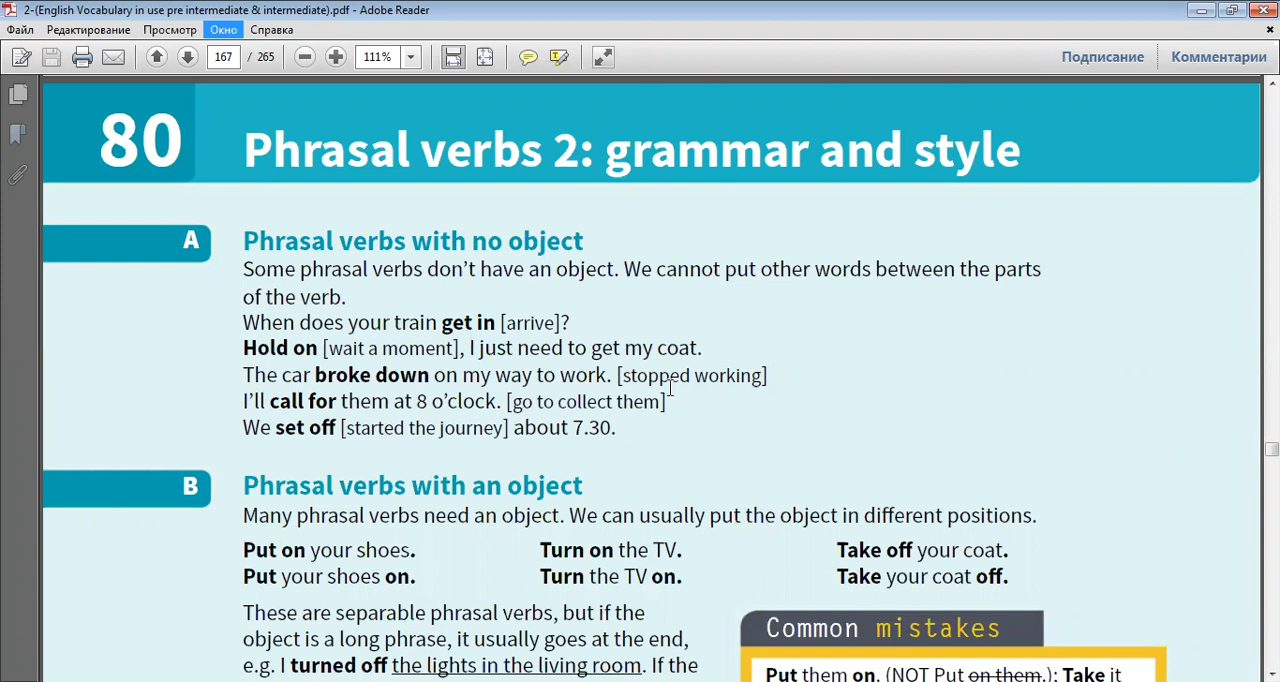 2-(English Vocabulary in use pre intermediate & intermediate).pdf - Adobe Reader
Файл Редактирование Просмотр Окно Справка
167 / 265 111% Подписание Комментарии
80 Phrasal verbs 2: grammar and style
A Phrasal verbs with no object
Some phrasal verbs don’t have an object. We cannot put other words between the parts
of the verb.
When does your train get in [arrive]?
Hold on [wait a moment], I just need to get my coat.
The car broke down on my way to work. [stopped working]
I’ll call for them at 8 o’clock. [go to collect them]
We set off [started the journey] about 7.30.
B Phrasal verbs with an object
Many phrasal verbs need an object. We can usually put the object in different positions.
Put on your shoes. Turn on the TV. Take off your coat.
Put your shoes on. Turn the TV on. Take your coat off.
These are separable phrasal verbs, but if the
object is a long phrase, it usually goes at the end,
e.g. I turned off the lights in the living room. If the
Common mistakes
Put them on. (NOT Put on them.); Take it